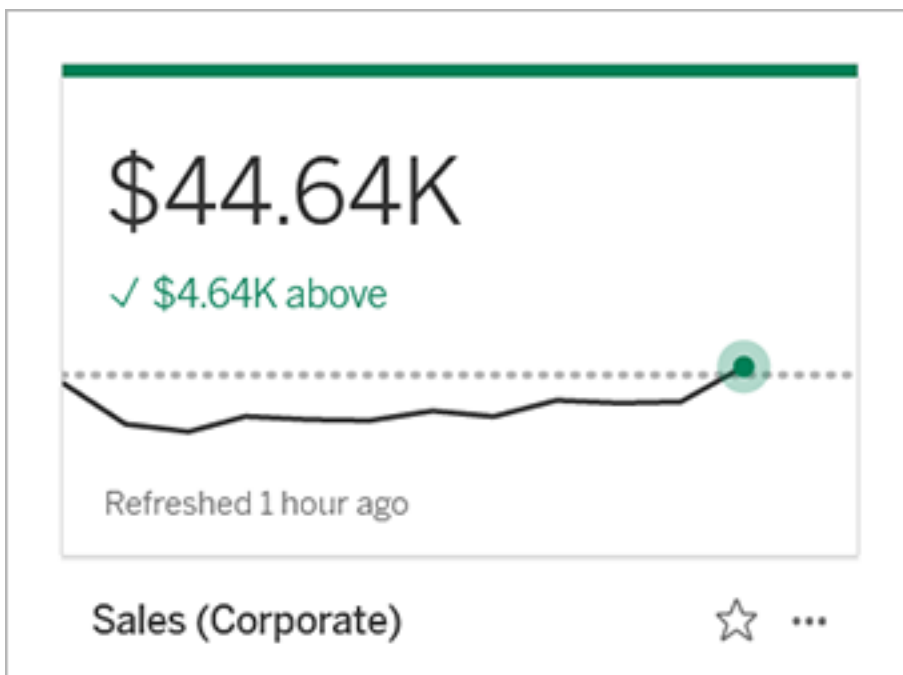 $44.64K
✓ $4.64K above
Refreshed 1 hour ago
Sales (Corporate)